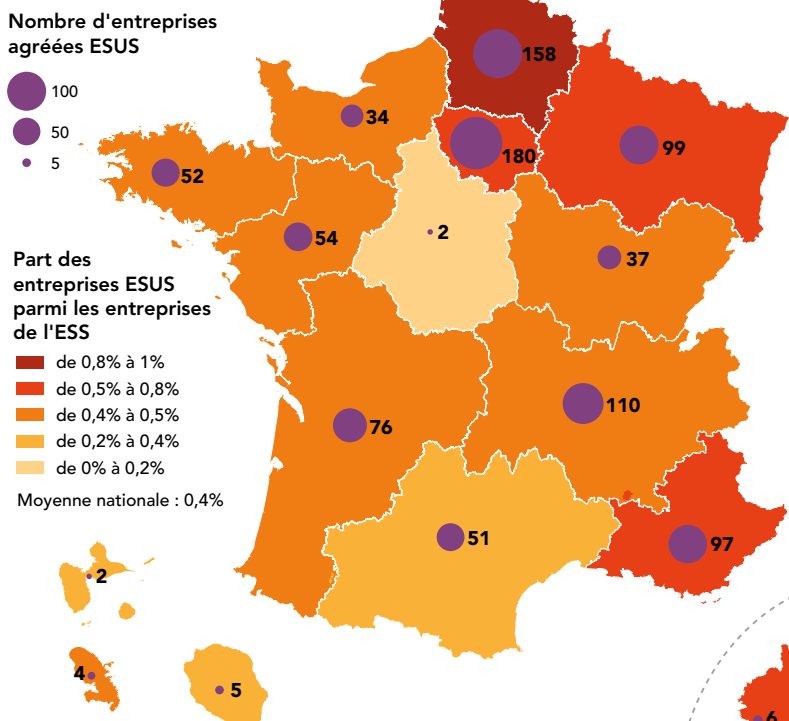 Nombre d'entreprises
agréées ESUS
100
50
5
158
34
180
99
52
54
2
37
Part des
entreprises ESUS
parmi les entreprises
de l'ESS
de 0,8% à 1%
de 0,5% à 0,8%
de 0,4% à 0,5%
de 0,2% à 0,4%
de 0% à 0,2%
Moyenne nationale : 0,4%
110
76
51
97
2
4
5
6